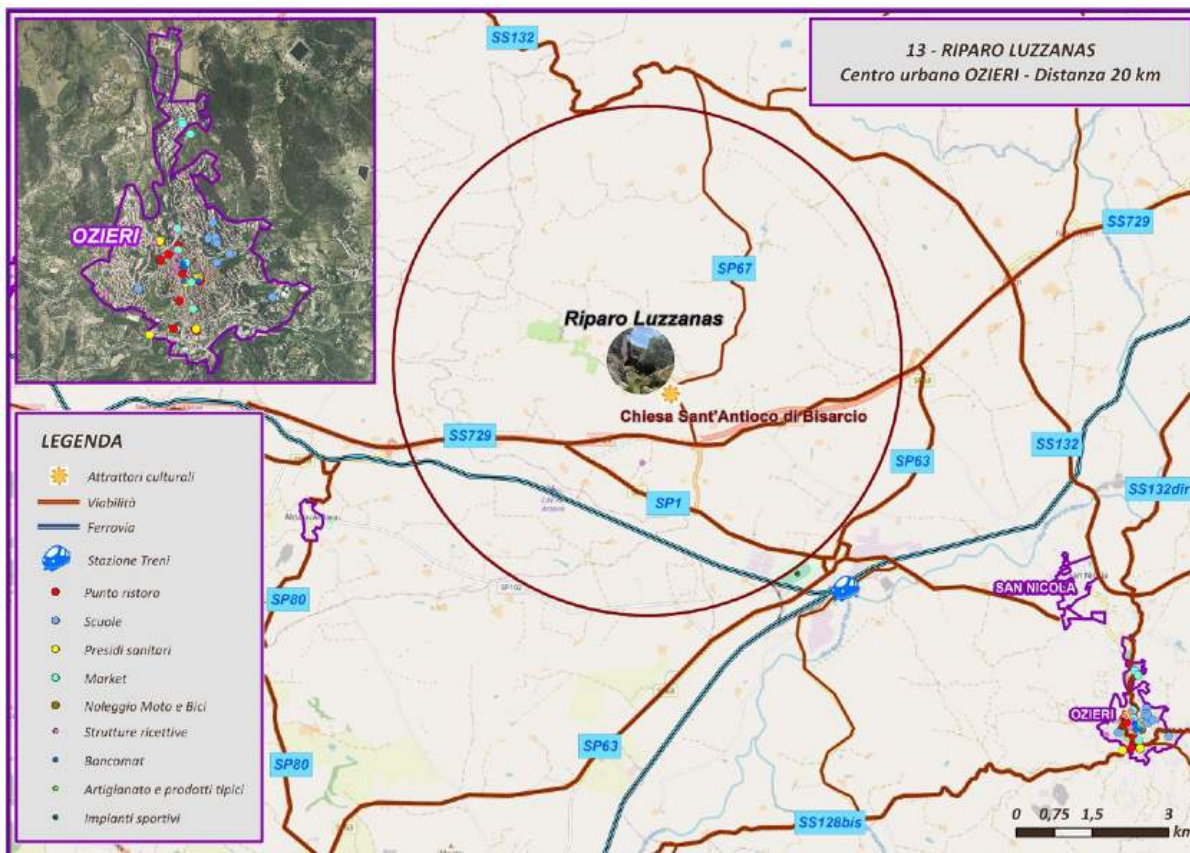 13 - RIPARO LUZZANAS
Centro urbano OZIERI - Distanza 20 km
SS132
SS729
SP67
OZIERI
Riparo Luzzanas
Chiesa Sant'Antioco di Bisarcio
SS729
SP63
SS132
SP1
SS132dir
SP102
SP80
SAN NICOLA
OZIERI
SP63
SP80
SS128bis
LEGENDA
Attrattori culturali
Viabilità
Ferrovia
Stazione Treni
Punto ristoro
Scuole
Presidi sanitari
Market
Noleggio Moto e Bici
Strutture ricettive
Bancomat
Artigianato e prodotti tipici
Impianti sportivi
0 0,75 1,5 3
km